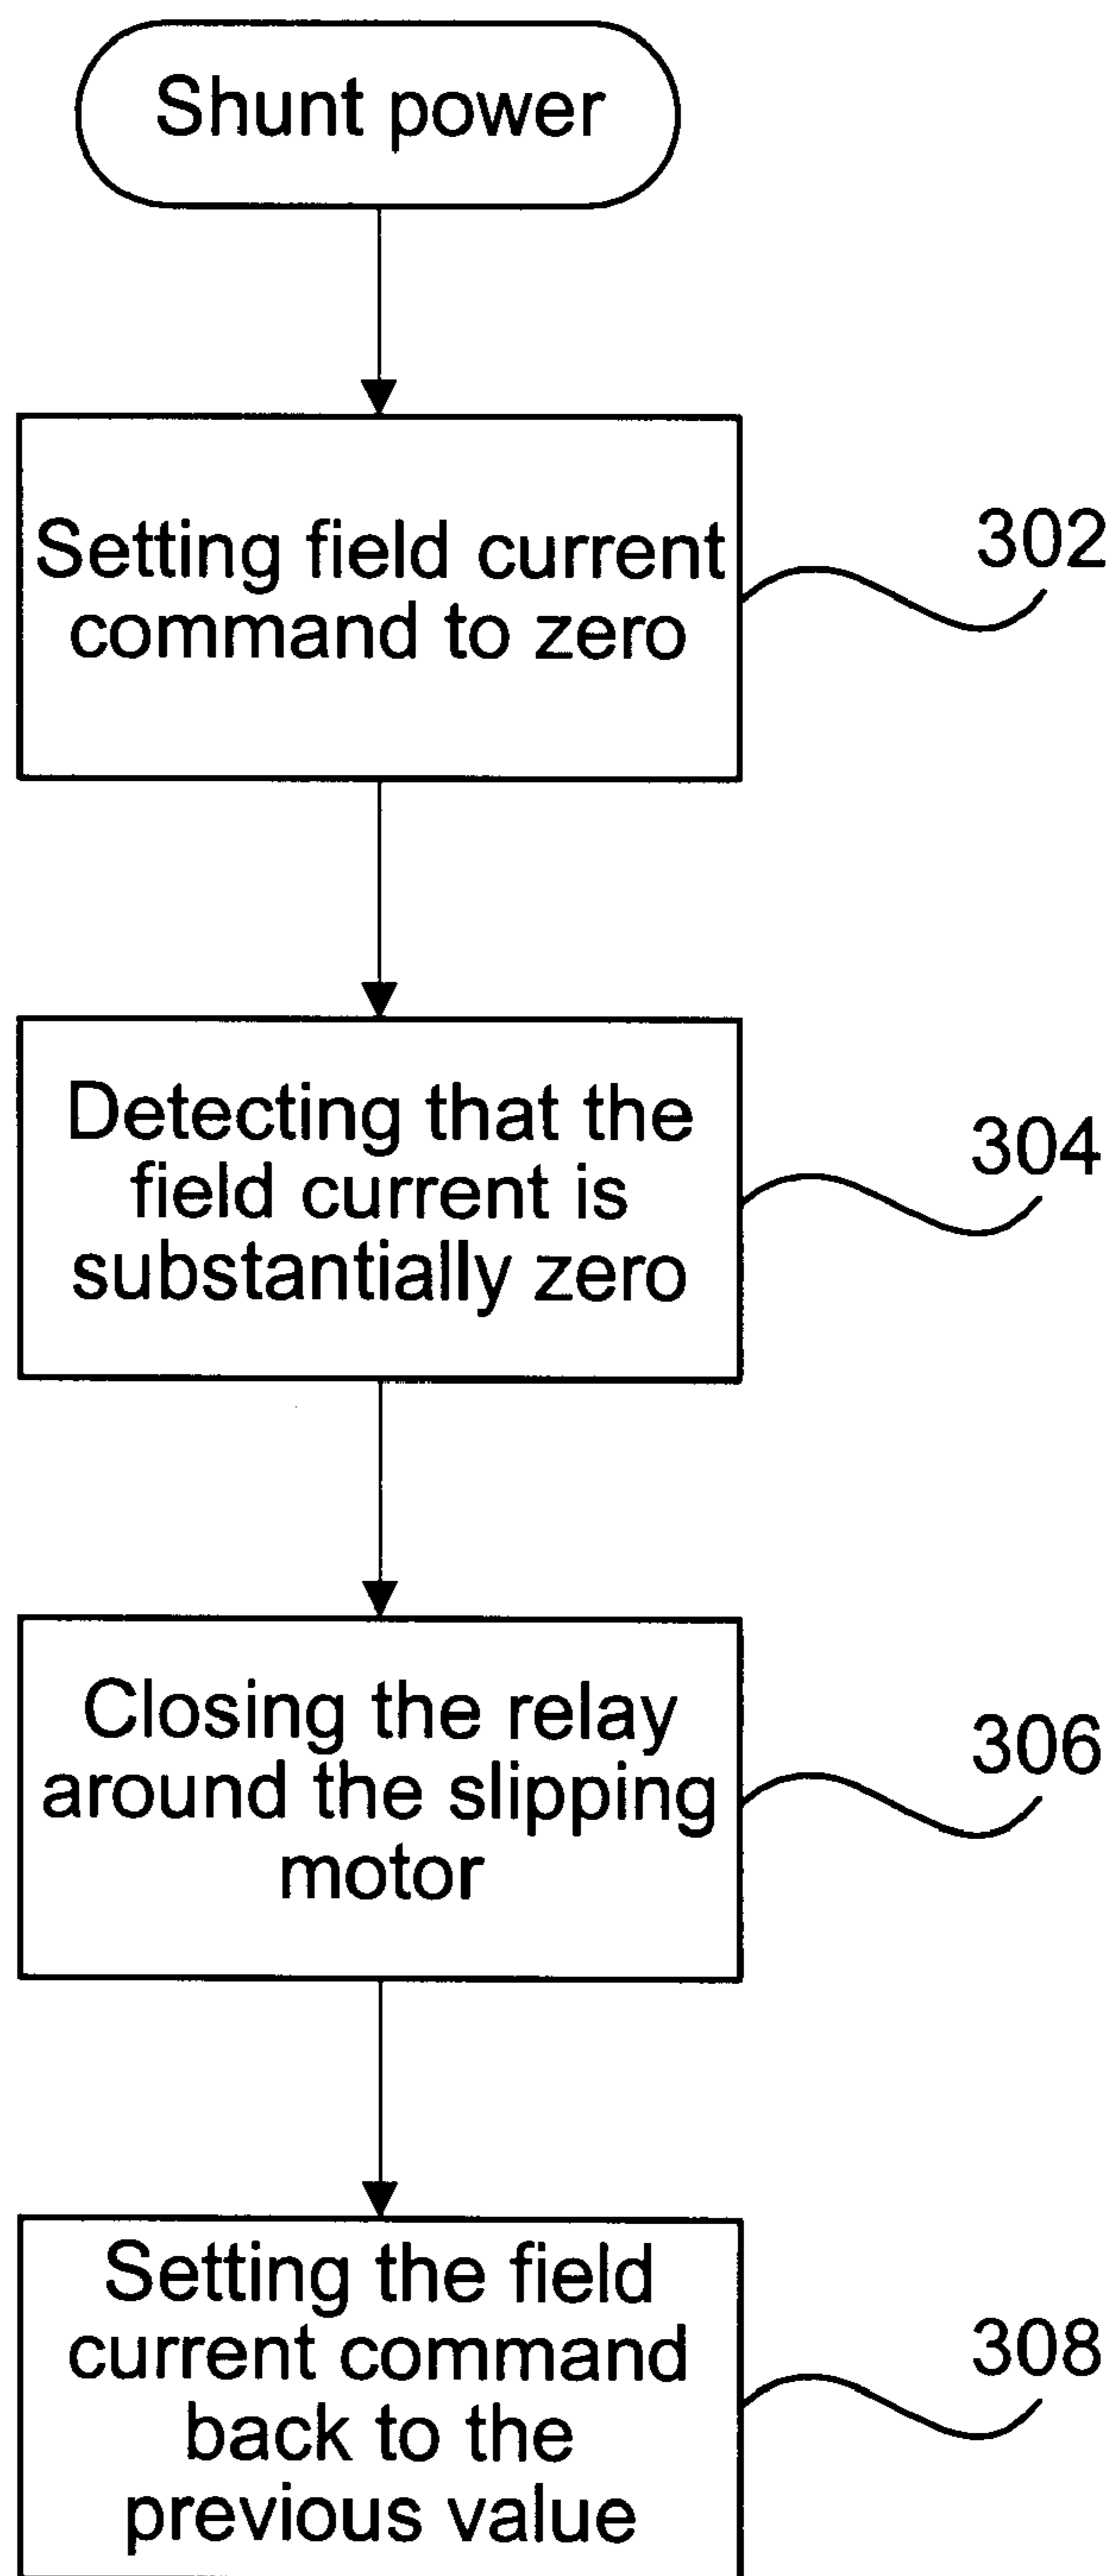 Shunt power
Setting field current
command to zero
302
Detecting that the
field current is
substantially zero
304
Closing the relay
around the slipping
motor
306
Setting the field
current command
back to the
previous value
308